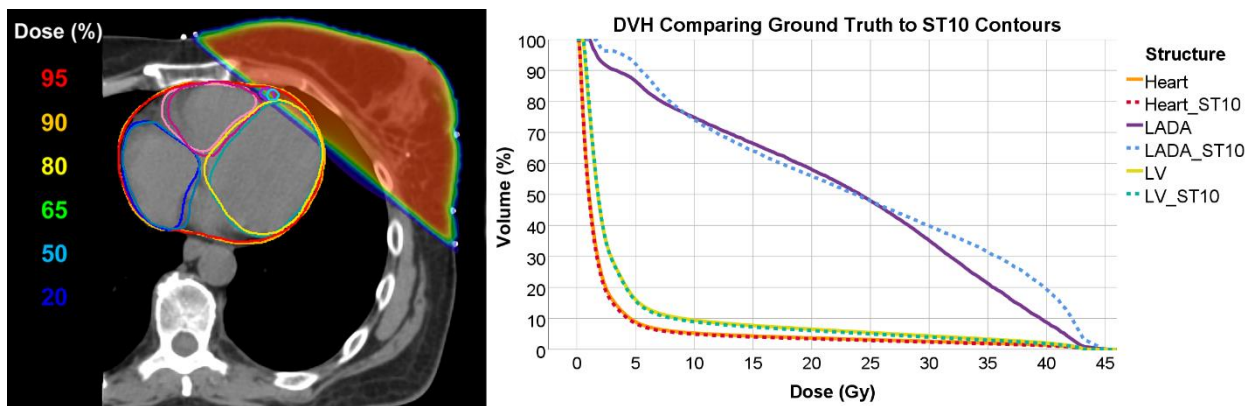 Dose (%)
95
90
80
65
50
20
DVH Comparing Ground Truth to ST10 Contours
Volume (%)
100
90
80
70
60
50
40
30
20
10
0
0 5 10 15 20 25 30 35 40 45
Dose (Gy)
Structure
Heart
Heart_ST10
LADA
LADA_ST10
LV
LV_ST10